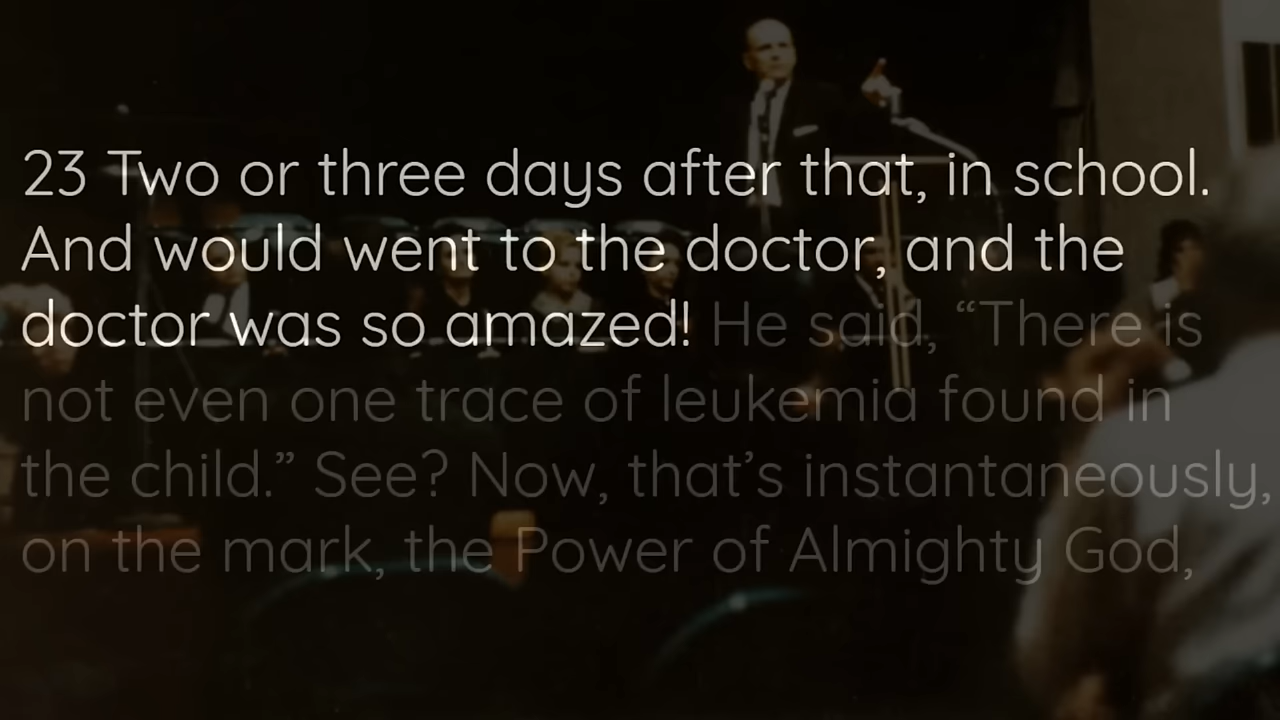 23 Two or three days after that, in school.
And would went to the doctor, and the
doctor was so amazed! He said, “There is
not even one trace of leukemia found in
the child.” See? Now, that’s instantaneously,
on the mark, the Power of Almighty God,